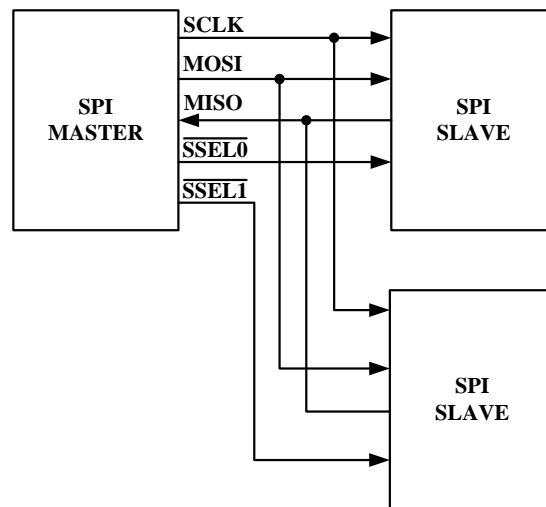 SCLK
MOSI
MISO
SSEL0
SSEL1
SPI
MASTER
SPI
SLAVE
SPI
SLAVE